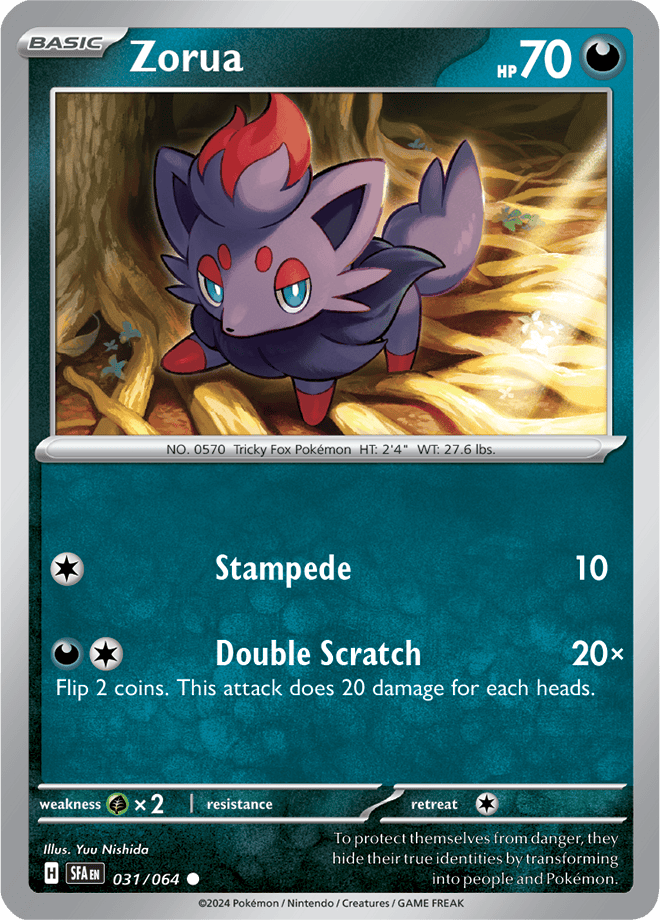 BASIC Zorua HP 70
NO. 0570 Tricky Fox Pokémon HT: 2'4" WT: 27.6 lbs.
Stampede 10
Double Scratch 20×
Flip 2 coins. This attack does 20 damage for each heads.
weakness ×2 resistance retreat
Illus. Yuu Nishida
H SFA EN 031/064
To protect themselves from danger, they
hide their true identities by transforming
into people and Pokémon.
©2024 Pokémon / Nintendo / Creatures / GAME FREAK